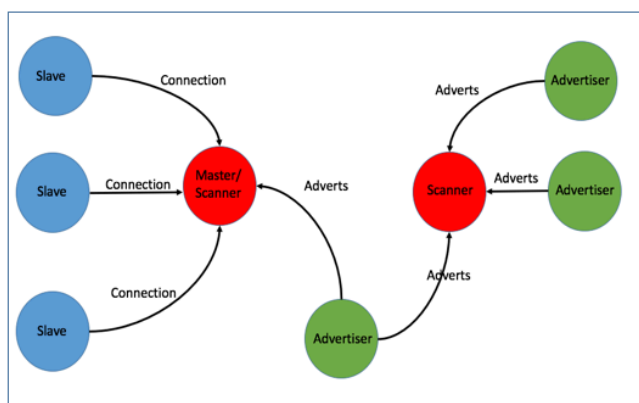 Slave
Connection
Adverts
Advertiser
Slave
Connection
Master/
Scanner
Adverts
Scanner
Adverts
Advertiser
Connection
Adverts
Slave
Advertiser